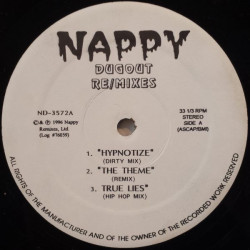 NAPPY
DUGOUT
RE/MIXES
ND-3572A
© & ℗ 1996 Nappy
Remixes, Ltd.
(Log #76659)
33 1/3 RPM
STEREO
SIDE A
(ASCAP/BMI)
1. "HYPNOTIZE"
(DIRTY MIX)
2. "THE THEME"
(REMIX)
3. TRUE LIES"
(HIP HOP MIX)
ALL RIGHTS OF THE MANUFACTURER AND OF THE OWNER OF THE RECORDED WORK RESERVED